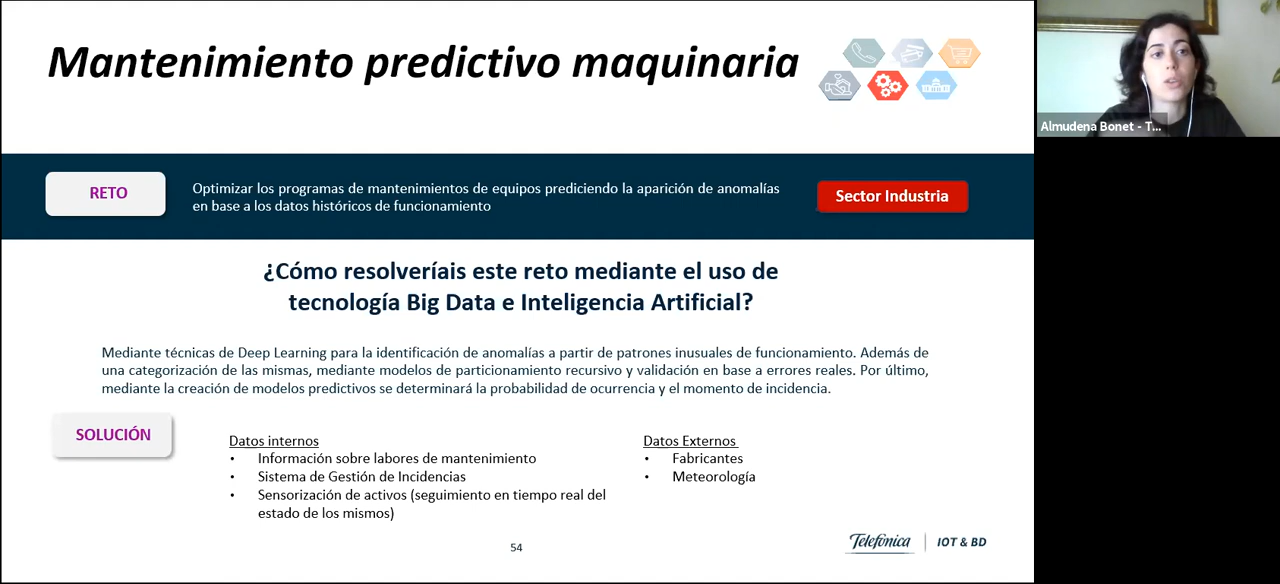 Mantenimiento predictivo maquinaria
RETO
Optimizar los programas de mantenimientos de equipos prediciendo la aparición de anomalías
en base a los datos históricos de funcionamiento
Sector Industria
¿Cómo resolveríais este reto mediante el uso de
tecnología Big Data e Inteligencia Artificial?
Mediante técnicas de Deep Learning para la identificación de anomalías a partir de patrones inusuales de funcionamiento. Además de
una categorización de las mismas, mediante modelos de particionamiento recursivo y validación en base a errores reales. Por último,
mediante la creación de modelos predictivos se determinará la probabilidad de ocurrencia y el momento de incidencia.
SOLUCIÓN
Datos internos
• Información sobre labores de mantenimiento
• Sistema de Gestión de Incidencias
• Sensorización de activos (seguimiento en tiempo real del
estado de los mismos)
Datos Externos
• Fabricantes
• Meteorología
54
Telefónica | IOT & BD
Almudena Bonet - T...